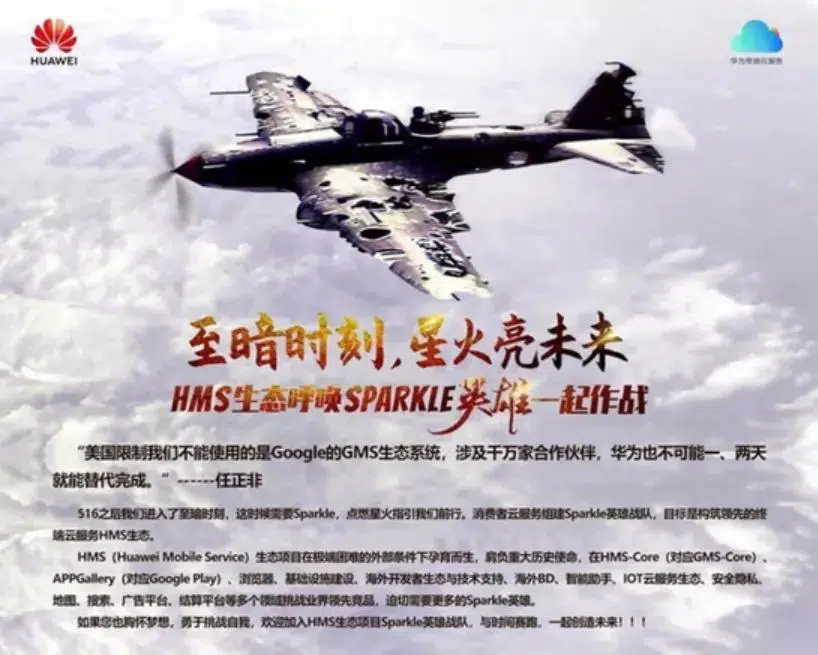 HUAWEI
华为终端云服务
至暗时刻,星火亮未来
HMS生态呼唤SPARKLE英雄一起作战
“美国限制我们不能使用的是Google的GMS生态系统，涉及千万家合作伙伴，华为也不可能一、两天
就能替代完成。“------任正非
516之后我们进入了至暗时刻，这时候需要Sparkle，点燃星火指引我们前行。消费者云服务组建Sparkle英雄战队，目标是构筑领先的终
端云服务HMS生态。
HMS（Huawei Mobile Service）生态项目在极端困难的外部条件下孕育而生，肩负重大历史使命，在HMS-Core（对应GMS-Core）、
APPGallery（对应Google Play）、浏览器、基础设施建设、海外开发者生态与技术支持、海外BD、智能助手、IOT云服务生态、安全隐私、
地图、搜索、广告平台、结算平台等多个领域挑战业界领先竞品，迫切需要更多的Sparkle英雄。
如果您也胸怀梦想，勇于挑战自我，欢迎加入HMS生态项目Sparkle英雄战队，与时间赛跑，一起创造未来！！！